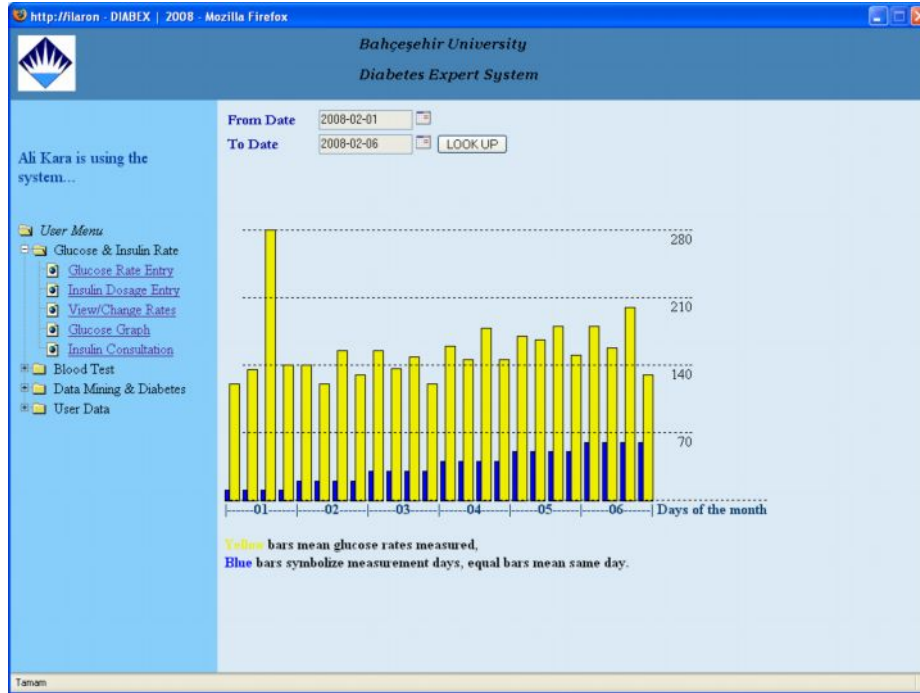 http://ilaron - DIABEX | 2008 - Mozilla Firefox
Bahçeşehir University
Diabetes Expert System
From Date 2008-02-01
To Date 2008-02-06 LOOK UP
Ali Kara is using the
system...
User Menu
Glucose & Insulin Rate
Glucose Rate Entry
Insulin Dosage Entry
View/Change Rates
Glucose Graph
Insulin Consultation
Blood Test
Data Mining & Diabetes
User Data
280
210
140
70
|-----01-----|-----02-----|-----03-----|-----04-----|-----05-----|-----06-----| Days of the month
Yellow bars mean glucose rates measured,
Blue bars symbolize measurement days, equal bars mean same day.
Tamam